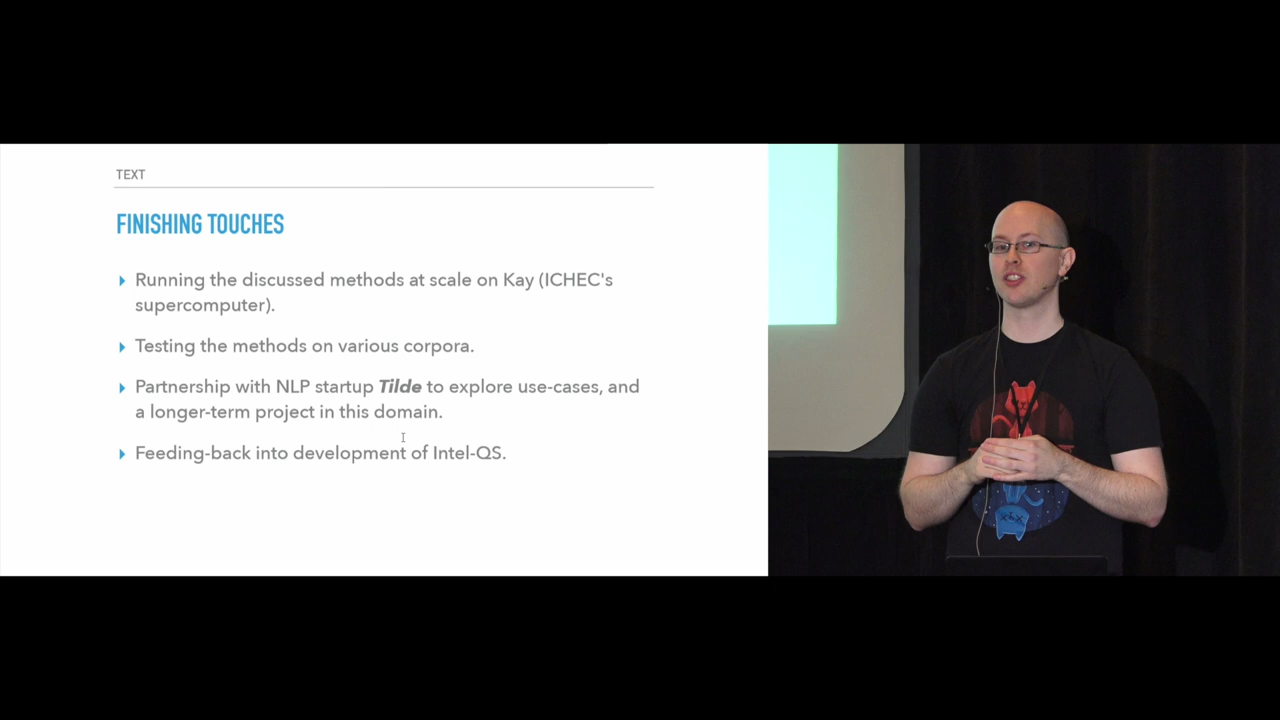 TEXT
FINISHING TOUCHES
Running the discussed methods at scale on Kay (ICHEC's
supercomputer).
Testing the methods on various corpora.
Partnership with NLP startup Tilde to explore use-cases, and
a longer-term project in this domain.
Feeding-back into development of Intel-QS.